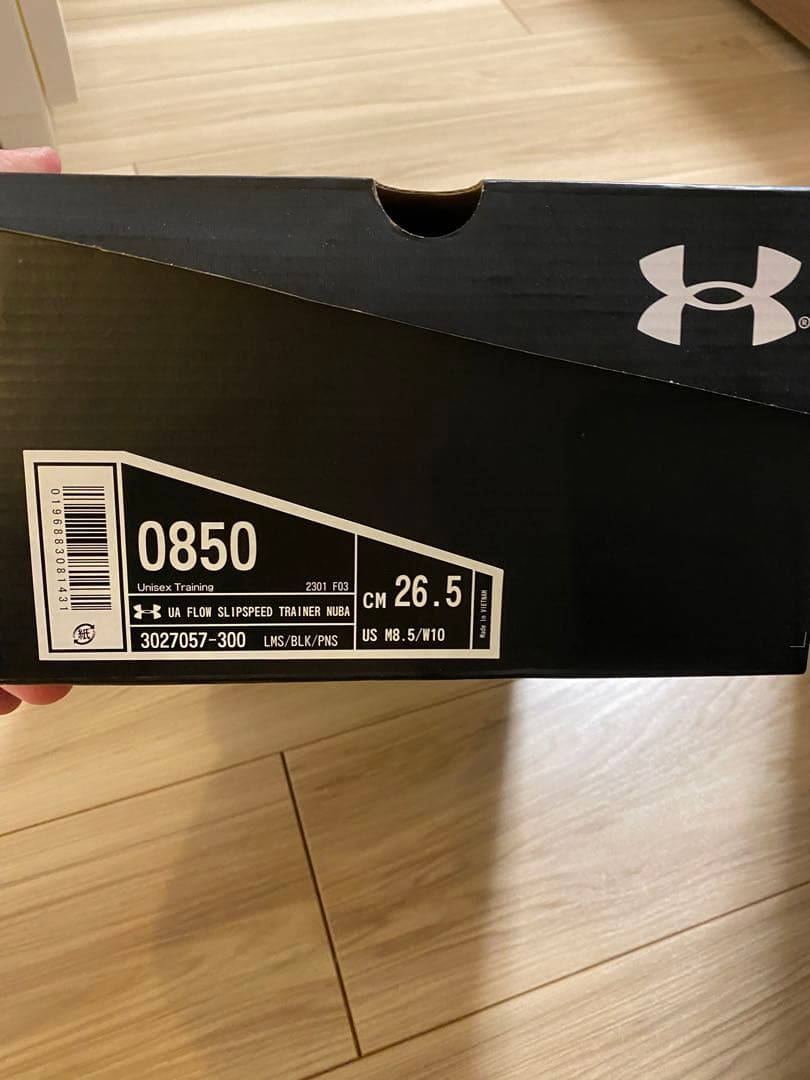 ®
0196883081431
紙
0850
Unisex Training 2301 F03
UA FLOW SLIPSPEED TRAINER NUBA
3027057-300 LMS/BLK/PNS
CM 26.5
US M8.5/W10
Made in VIETNAM